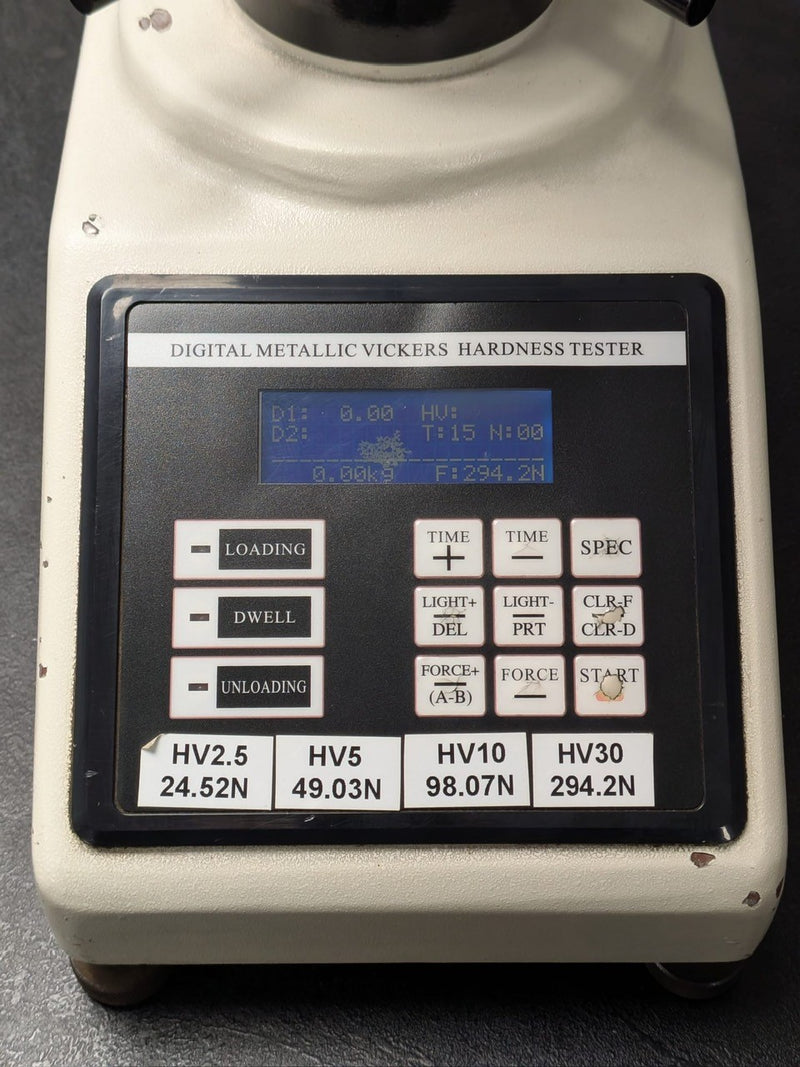 DIGITAL METALLIC VICKERS HARDNESS TESTER
D1: 0.00 HV:
D2: T:15 N:00
0.00kg F:294.2N
LOADING
DWELL
UNLOADING
TIME
+
TIME
−
SPEC
LIGHT+
DEL
LIGHT-
PRT
CLR-F
CLR-D
FORCE+
(A-B)
FORCE
−
START
HV2.5
24.52N
HV5
49.03N
HV10
98.07N
HV30
294.2N